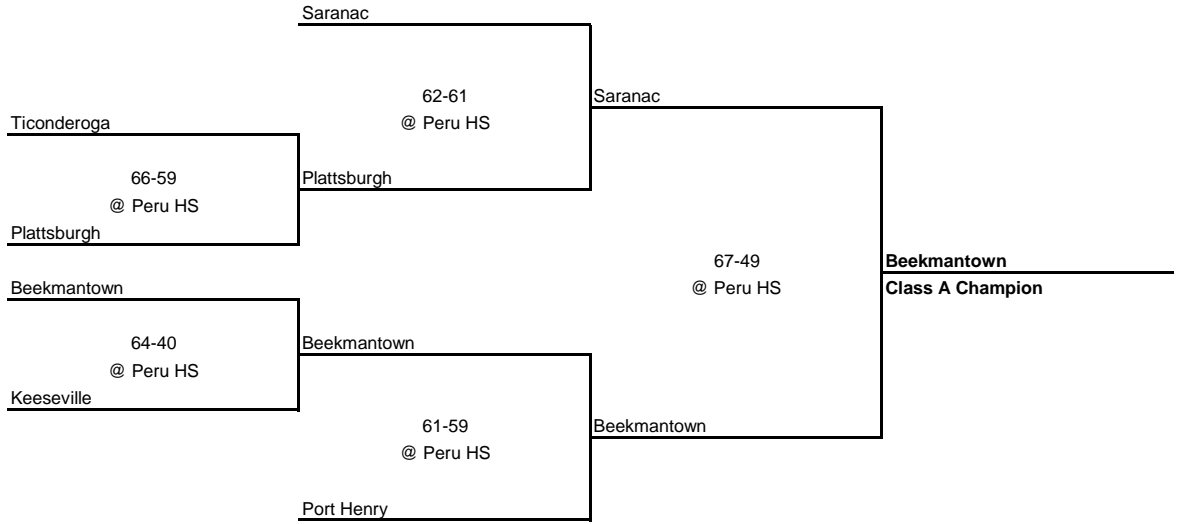 Saranac
62-61
@ Peru HS
Saranac
Ticonderoga
66-59
@ Peru HS
Plattsburgh
Plattsburgh
67-49
@ Peru HS
Beekmantown
Class A Champion
Beekmantown
64-40
@ Peru HS
Beekmantown
Keeseville
61-59
@ Peru HS
Beekmantown
Port Henry